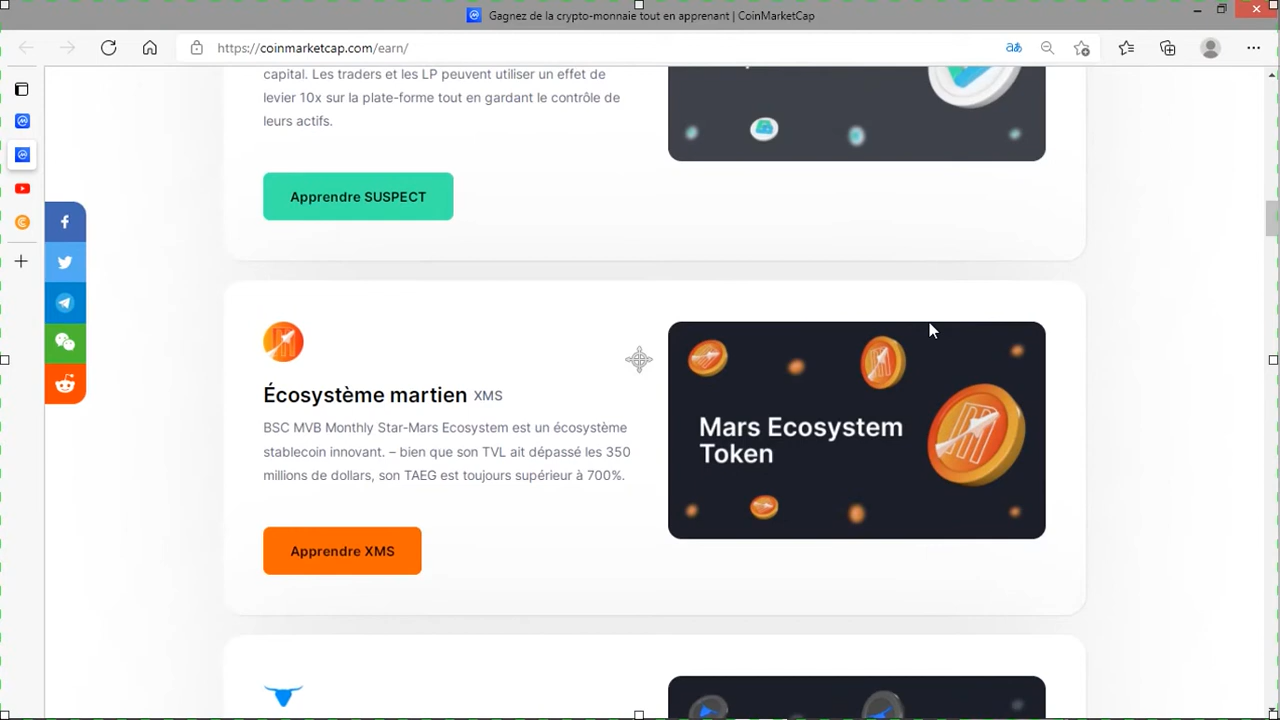 Gagnez de la crypto-monnaie tout en apprenant | CoinMarketCap
https://coinmarketcap.com/earn/
capital. Les traders et les LP peuvent utiliser un effet de
levier 10x sur la plate-forme tout en gardant le contrôle de
leurs actifs.
Apprendre SUSPECT
Écosystème martien XMS
BSC MVB Monthly Star-Mars Ecosystem est un écosystème
stablecoin innovant. – bien que son TVL ait dépassé les 350
millions de dollars, son TAEG est toujours supérieur à 700%.
Apprendre XMS
Mars Ecosystem
Token